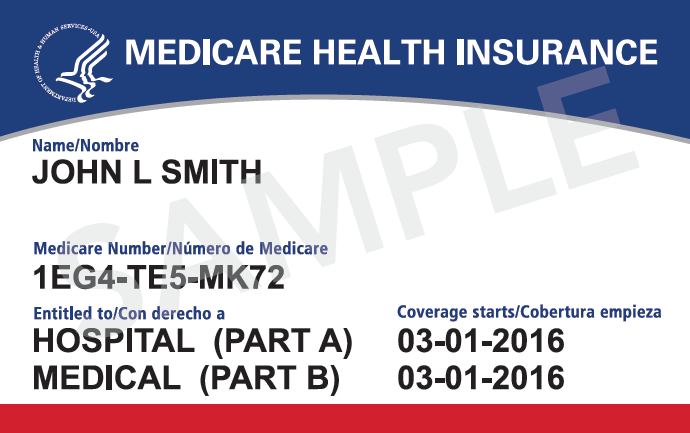 DEPARTMENT OF HEALTH & HUMAN SERVICES • USA
MEDICARE HEALTH INSURANCE
SAMPLE
Name/Nombre
JOHN L SMITH
Medicare Number/Número de Medicare
1EG4-TE5-MK72
Entitled to/Con derecho a
Coverage starts/Cobertura empieza
HOSPITAL (PART A) 03-01-2016
MEDICAL (PART B) 03-01-2016